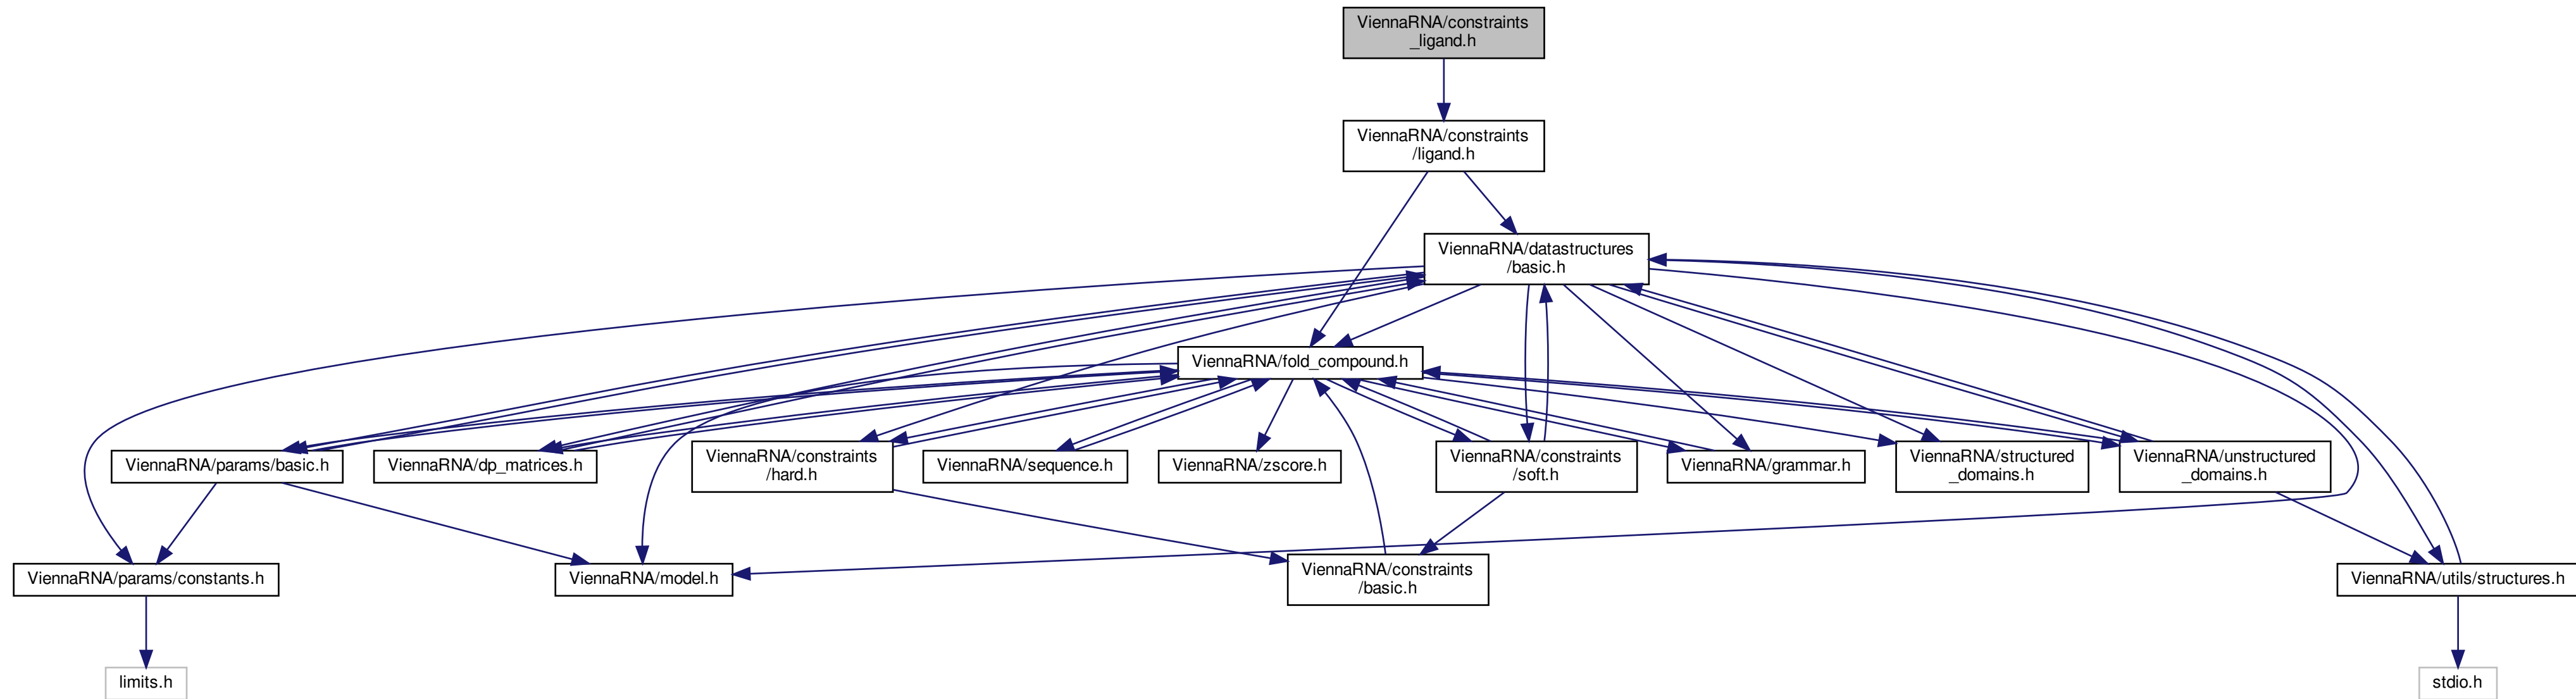 ViennaRNA/constraints
_ligand.h
ViennaRNA/constraints
/ligand.h
ViennaRNA/datastructures
/basic.h
ViennaRNA/fold_compound.h
ViennaRNA/params/basic.h
ViennaRNA/dp_matrices.h
ViennaRNA/constraints
/hard.h
ViennaRNA/sequence.h
ViennaRNA/zscore.h
ViennaRNA/constraints
/soft.h
ViennaRNA/grammar.h
ViennaRNA/structured
_domains.h
ViennaRNA/unstructured
_domains.h
ViennaRNA/params/constants.h
ViennaRNA/model.h
ViennaRNA/constraints
/basic.h
ViennaRNA/utils/structures.h
limits.h
stdio.h